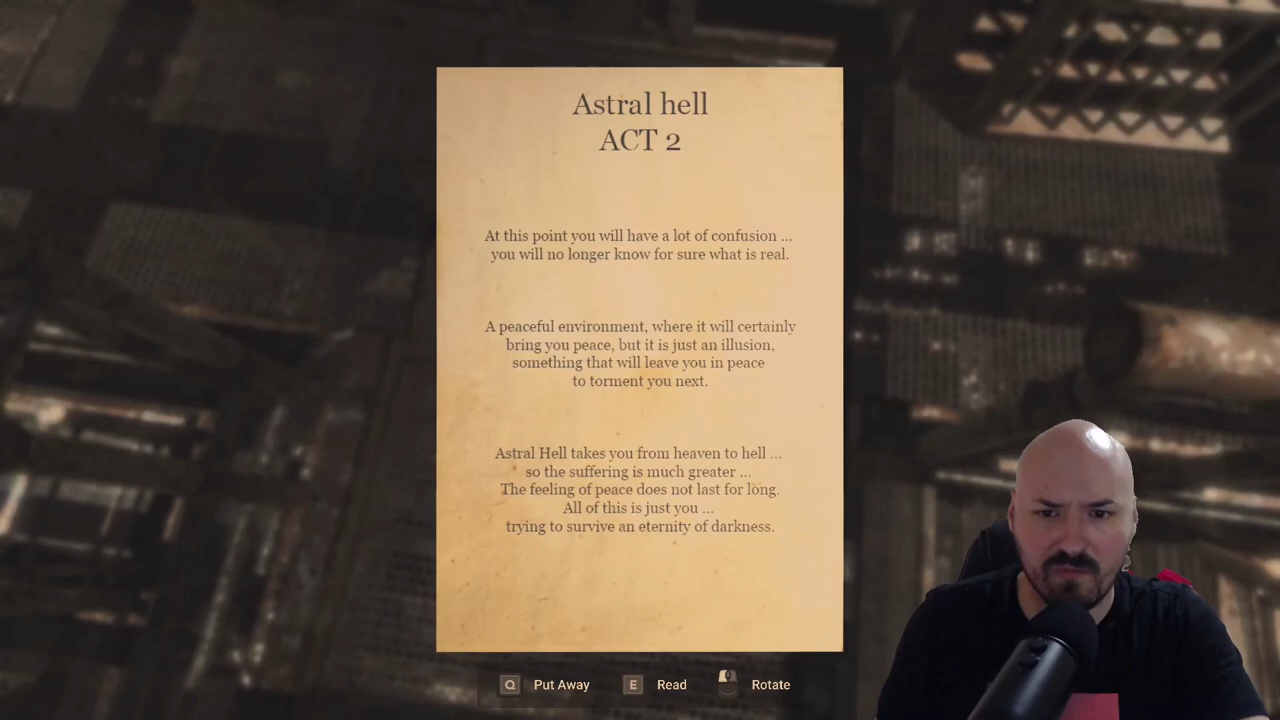 Astral hell
ACT 2
At this point you will have a lot of confusion ...
you will no longer know for sure what is real.
A peaceful environment, where it will certainly
bring you peace, but it is just an illusion,
something that will leave you in peace
to torment you next.
Astral Hell takes you from heaven to hell ...
so the suffering is much greater ...
The feeling of peace does not last for long.
All of this is just you ...
trying to survive an eternity of darkness.
Q Put Away E Read Rotate